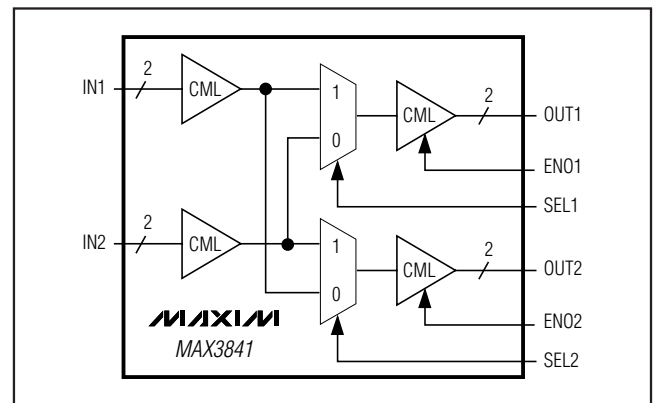 IN1
2
CML
1
0
CML
2
OUT1
ENO1
SEL1
IN2
2
CML
1
0
CML
2
OUT2
ENO2
SEL2
MAXIM
MAX3841